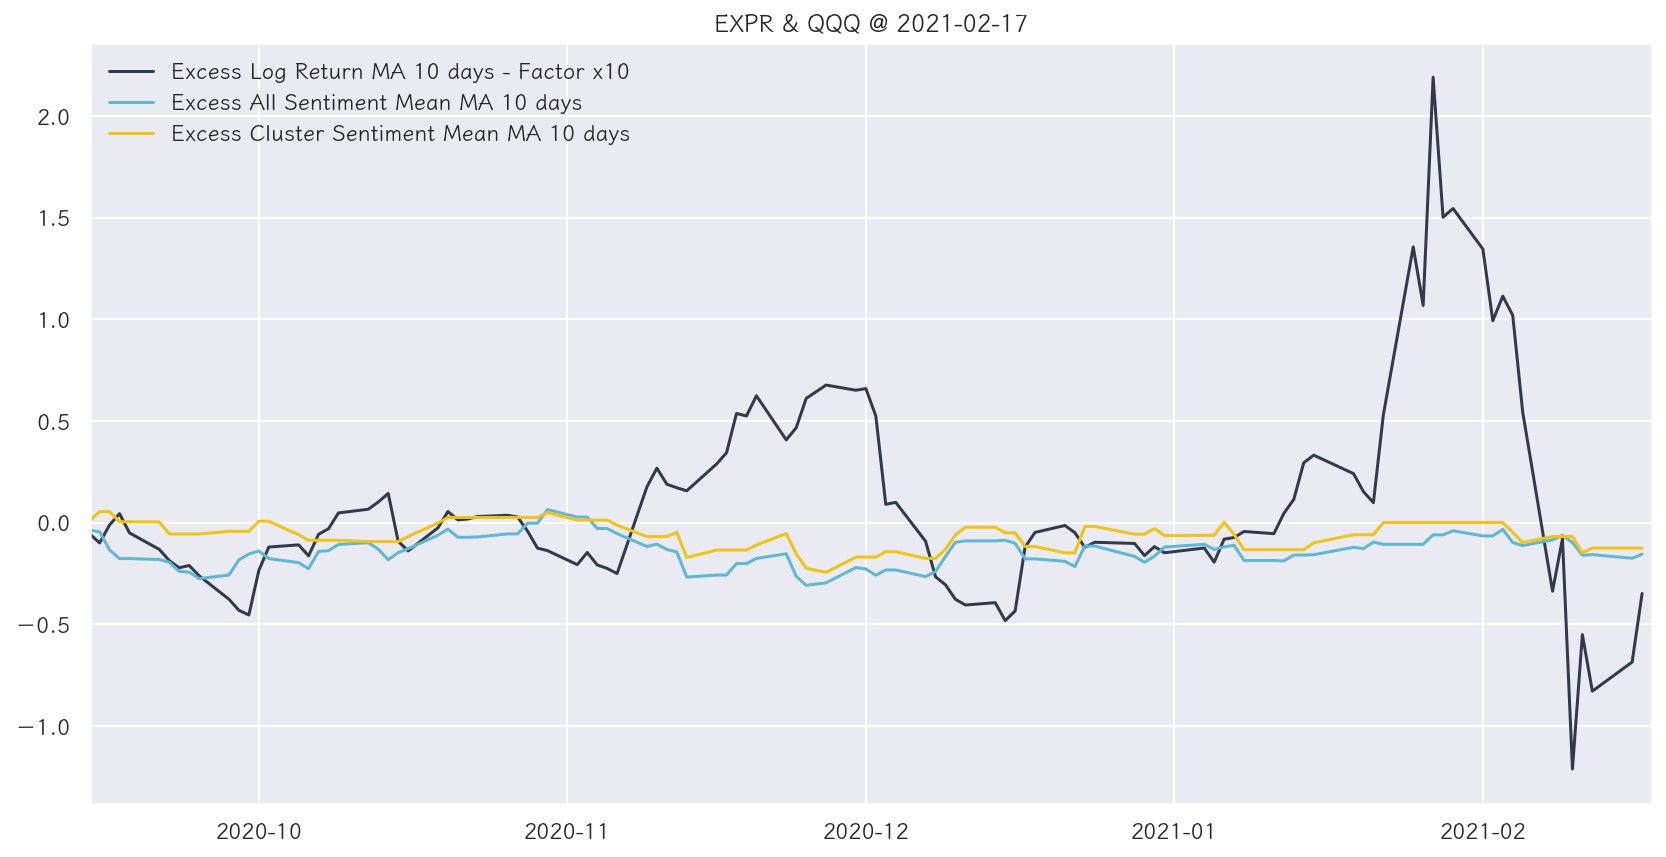 EXPR & QQQ @ 2021-02-17
Excess Log Return MA 10 days - Factor x10
Excess All Sentiment Mean MA 10 days
Excess Cluster Sentiment Mean MA 10 days
2.0
1.5
1.0
0.5
0.0
−0.5
−1.0
2020-10 2020-11 2020-12 2021-01 2021-02